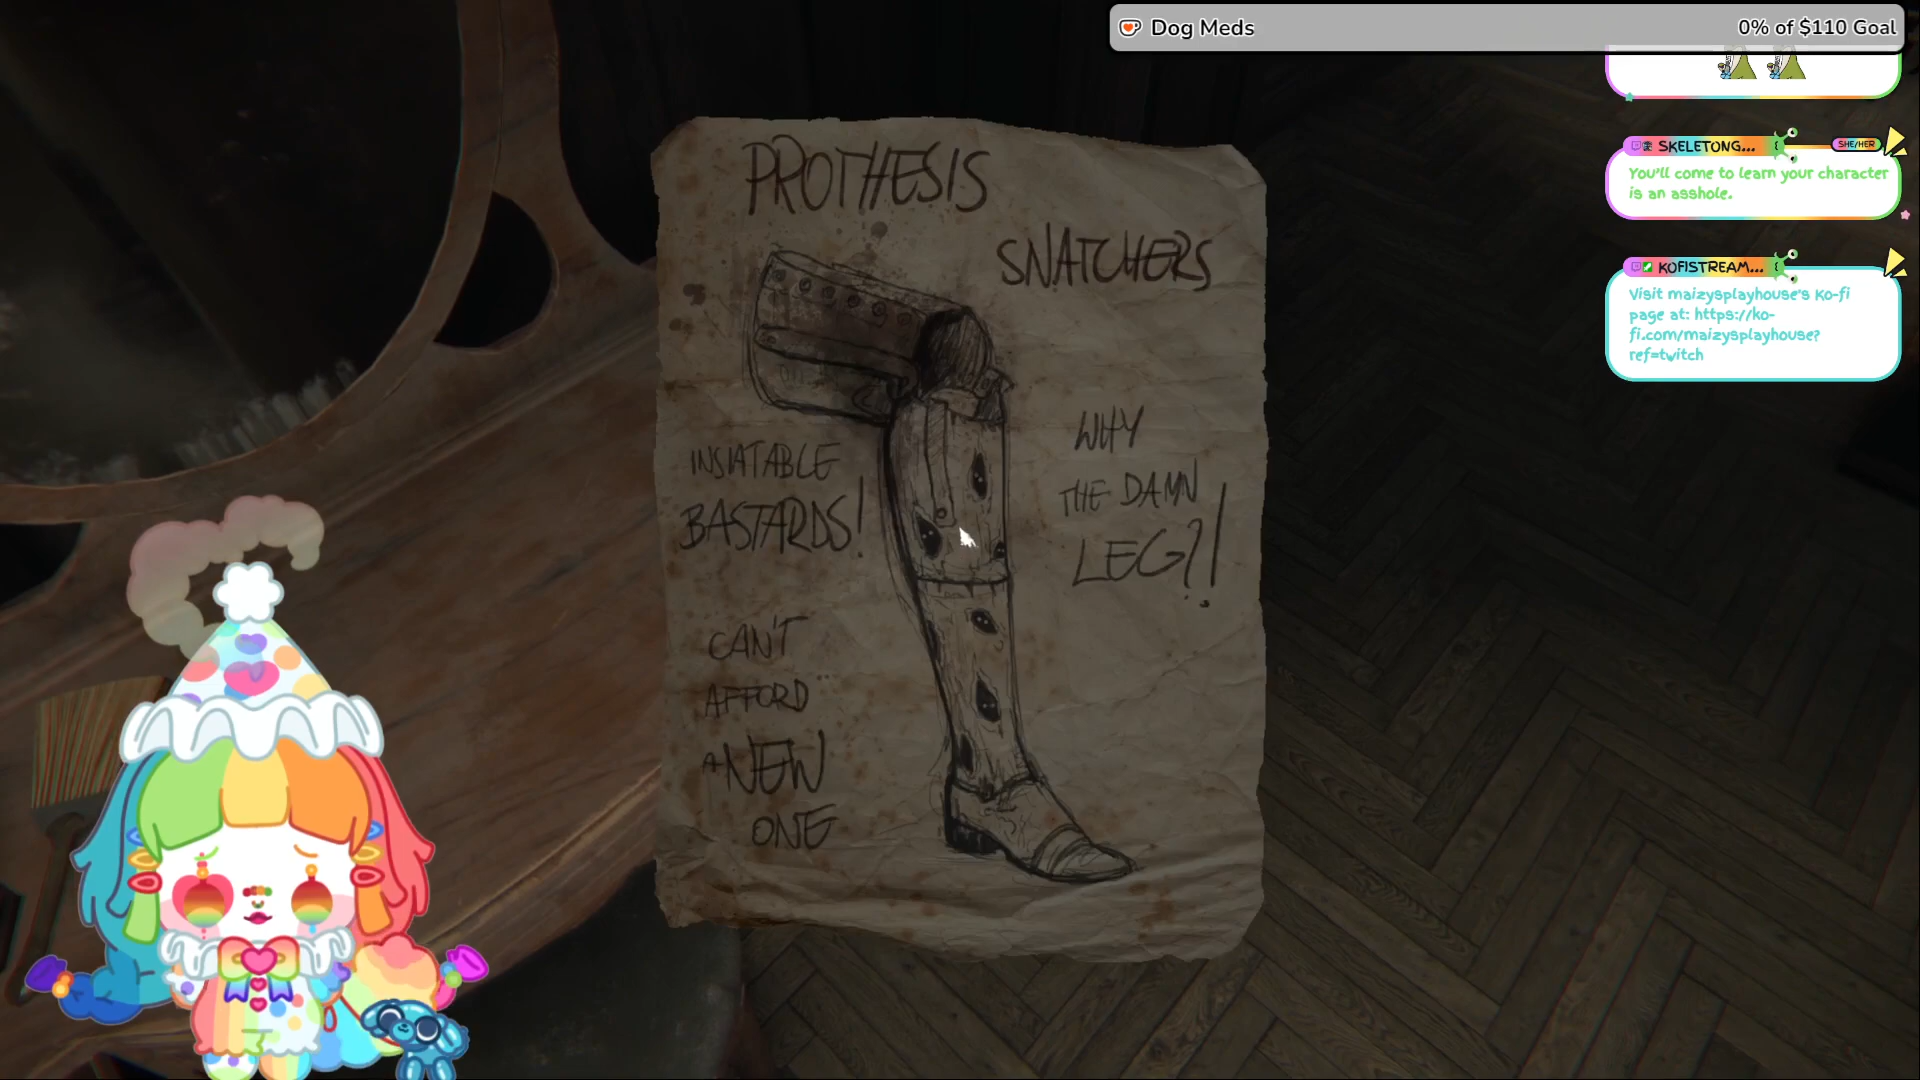 Dog Meds
0% of $110 Goal
SKELETONG...
SHE/HER
You'll come to learn your character
is an asshole.
KOFISTREAM...
Visit maizysplayhouse's Ko-fi
page at: https://ko-
fi.com/maizysplayhouse?
ref=twitch
PROTHESIS
SNATCHERS
INSIATABLE
BASTARDS!
WHY
THE DAMN
LEG?!
CAN'T
AFFORD
A NEW
ONE